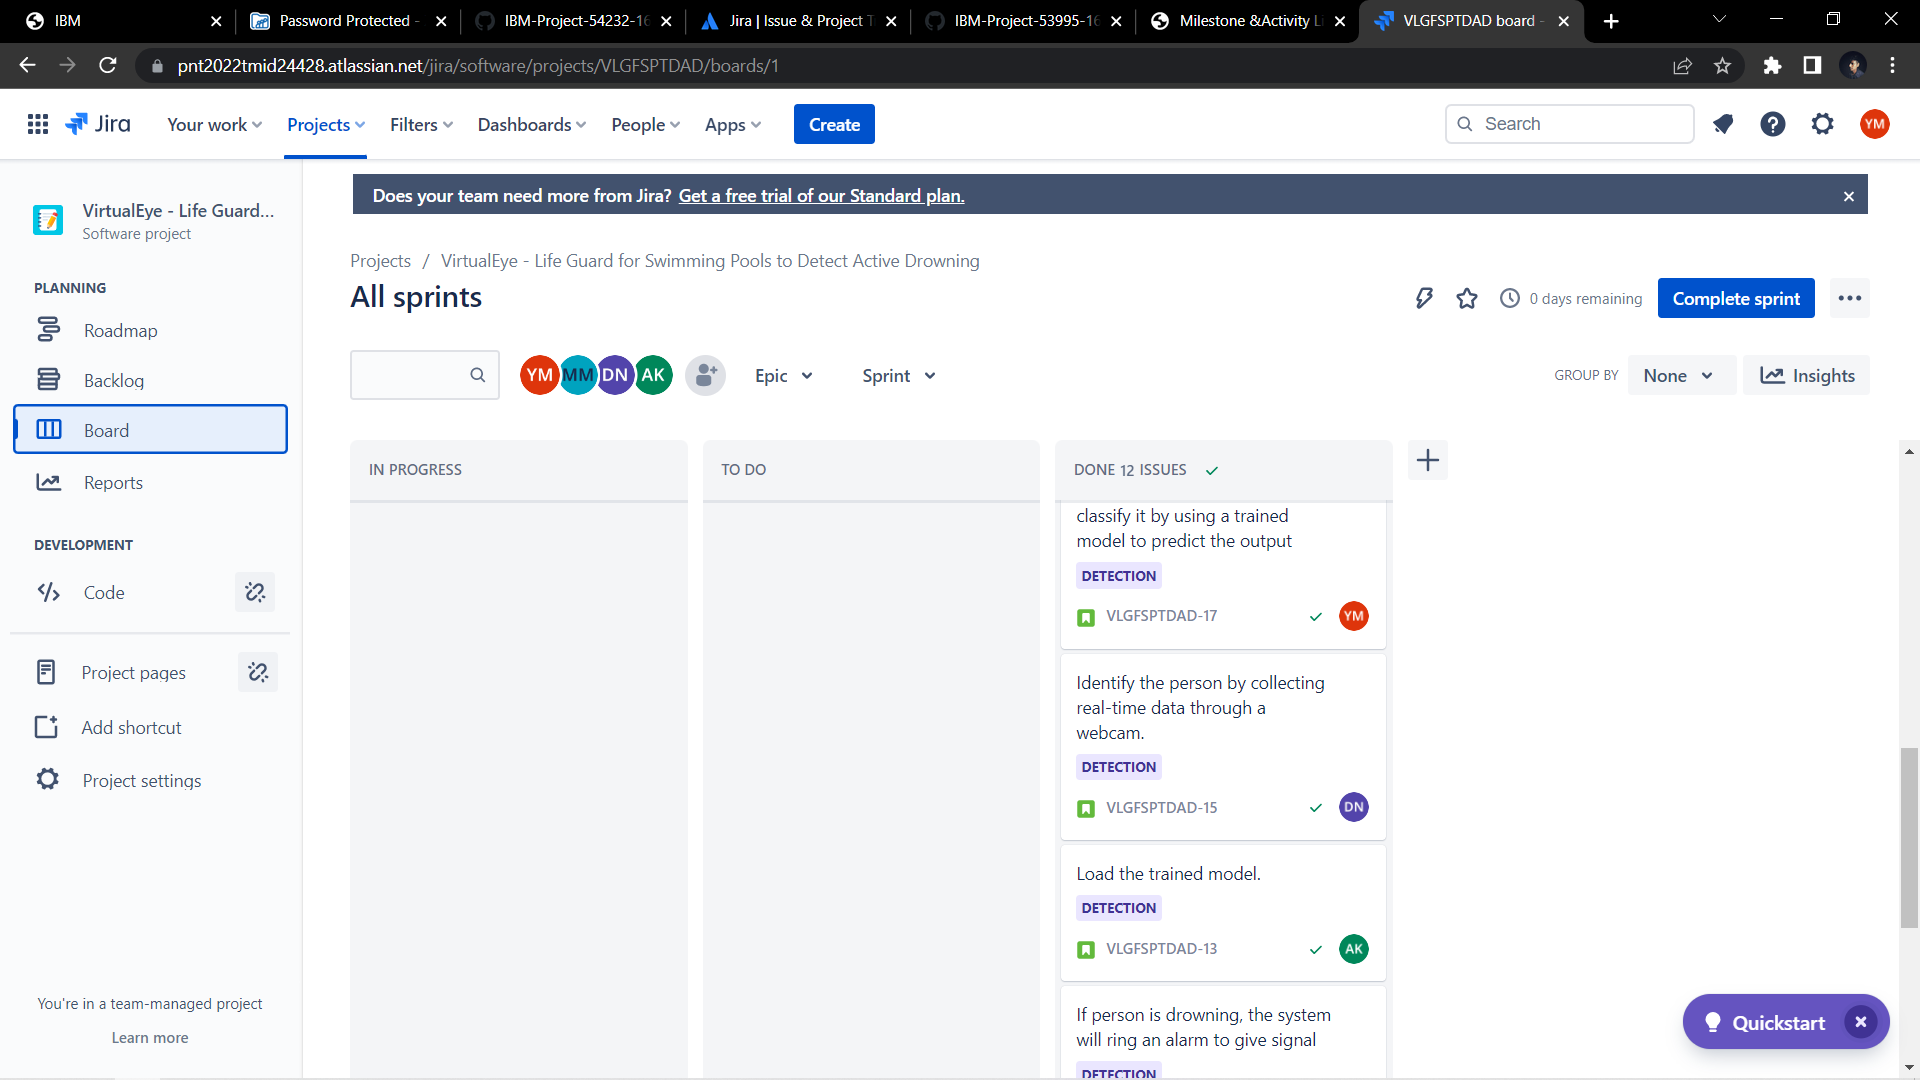 IBM
Password Protected -
IBM-Project-54232-16
Jira | Issue & Project T
IBM-Project-53995-16
Milestone &Activity Li
VLGFSPTDAD board -
pnt2022tmid24428.atlassian.net/jira/software/projects/VLGFSPTDAD/boards/1
Jira
Your work
Projects
Filters
Dashboards
People
Apps
Create
Search
YM
VirtualEye - Life Guard...
Software project
Does your team need more from Jira? Get a free trial of our Standard plan.
Projects / VirtualEye - Life Guard for Swimming Pools to Detect Active Drowning
All sprints
0 days remaining
Complete sprint
PLANNING
Roadmap
Backlog
Board
Reports
DEVELOPMENT
Code
Project pages
Add shortcut
Project settings
You're in a team-managed project
Learn more
YM
MM
DN
AK
Epic
Sprint
GROUP BY
None
Insights
IN PROGRESS
TO DO
DONE 12 ISSUES
classify it by using a trained
model to predict the output
DETECTION
VLGFSPTDAD-17
YM
Identify the person by collecting
real-time data through a
webcam.
DETECTION
VLGFSPTDAD-15
DN
Load the trained model.
DETECTION
VLGFSPTDAD-13
AK
If person is drowning, the system
will ring an alarm to give signal
DETECTION
Quickstart